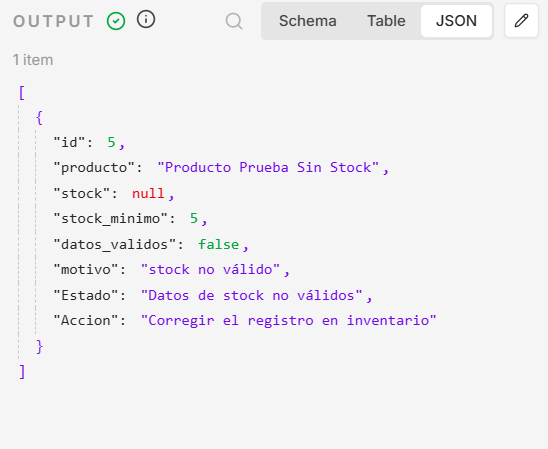 OUTPUT Schema Table JSON
1 item
[
{
"id": 5,
"producto": "Producto Prueba Sin Stock",
"stock": null,
"stock_minimo": 5,
"datos_validos": false,
"motivo": "stock no válido",
"Estado": "Datos de stock no válidos",
"Accion": "Corregir el registro en inventario"
}
]